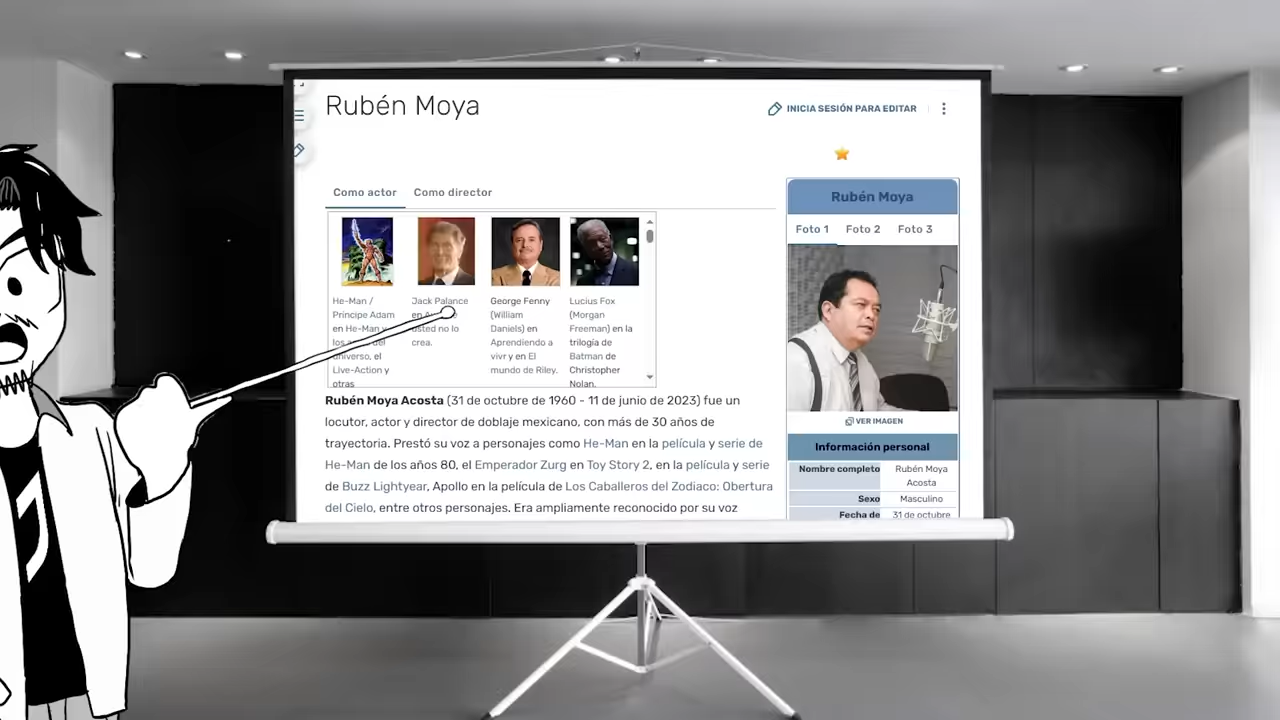 Rubén Moya
INICIA SESIÓN PARA EDITAR
Como actor Como director
He-Man /
Príncipe Adam
en He-Man y
los del
universo, el
Live-Action y
otras
Jack Palance
en
usted no lo
crea.
George Fenny
(William
Daniels) en
Aprendiendo a
vivr y en El
mundo de Riley.
Lucius Fox
(Morgan
Freeman) en la
trilogía de
Batman de
Christopher
Nolan.
Rubén Moya Acosta (31 de octubre de 1960 - 11 de junio de 2023) fue un
locutor, actor y director de doblaje mexicano, con más de 30 años de
trayectoria. Prestó su voz a personajes como He-Man en la película y serie de
He-Man de los años 80, el Emperador Zurg en Toy Story 2, en la película y serie
de Buzz Lightyear, Apollo en la película de Los Caballeros del Zodiaco: Obertura
del Cielo, entre otros personajes. Era ampliamente reconocido por su voz
Rubén Moya
Foto 1 Foto 2 Foto 3
VER IMAGEN
Información personal
Nombre completo Rubén Moya
Acosta
Sexo Masculino
Fecha de 31 de octubre